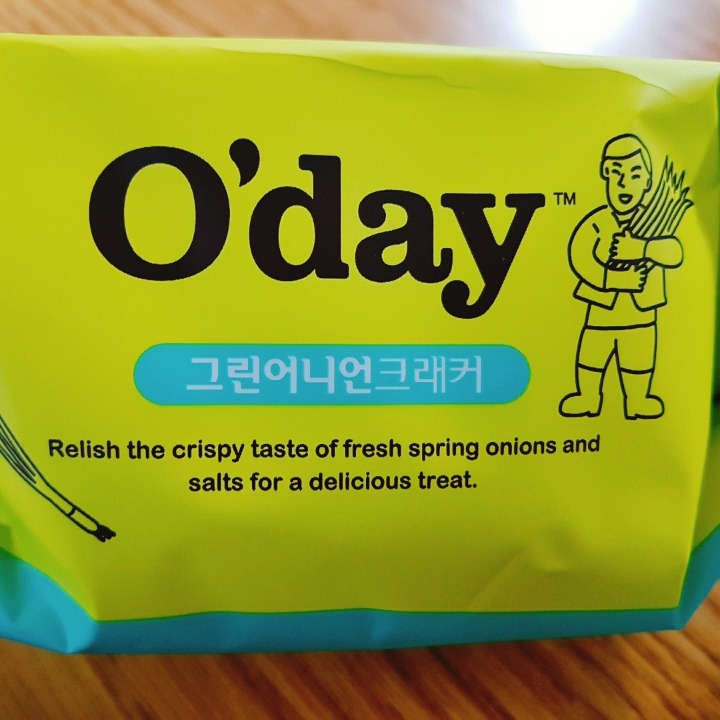 O'day™
그린어니언크래커
Relish the crispy taste of fresh spring onions and
salts for a delicious treat.